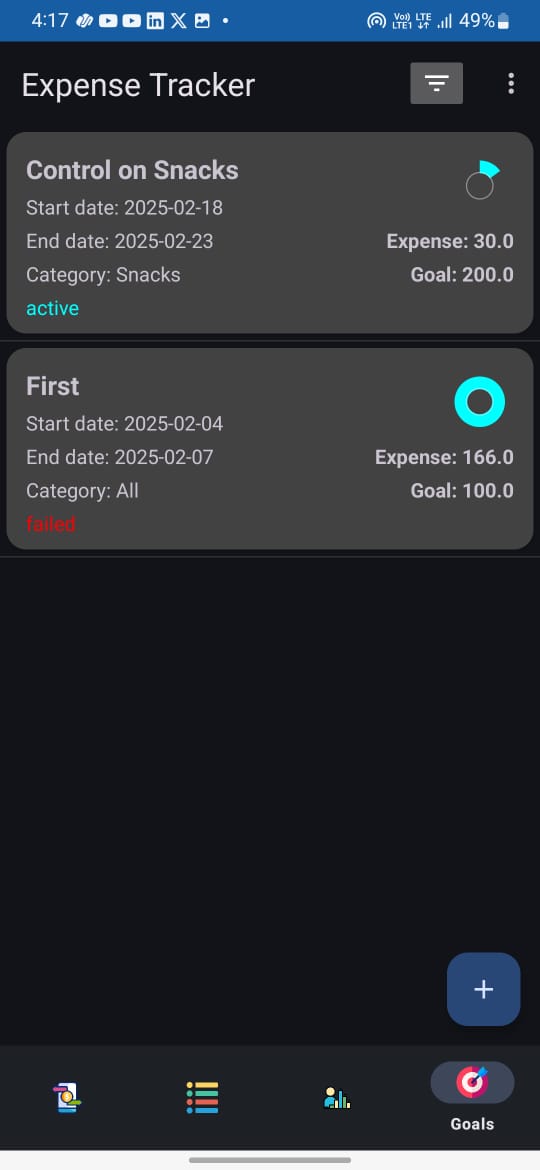 4:17 Vo) LTE 49%
LTE1
Expense Tracker
Control on Snacks
Start date: 2025-02-18
End date: 2025-02-23
Expense: 30.0
Category: Snacks
Goal: 200.0
active
First
Start date: 2025-02-04
End date: 2025-02-07
Expense: 166.0
Category: All
Goal: 100.0
failed
+
Goals